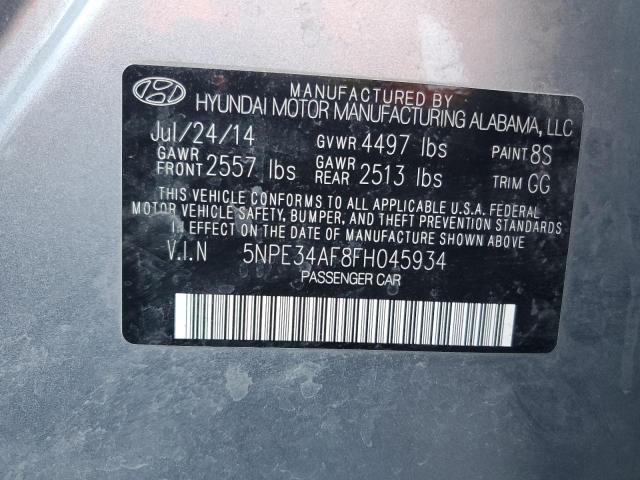 MANUFACTURED BY
HYUNDAI MOTOR MANUFACTURING ALABAMA, LLC
Jul/24/14 GVWR 4497 lbs PAINT 8S
GAWR FRONT 2557 lbs GAWR REAR 2513 lbs TRIM GG
THIS VEHICLE CONFORMS TO ALL APPLICABLE U.S.A. FEDERAL
MOTOR VEHICLE SAFETY, BUMPER, AND THEFT PREVENTION STANDARDS
IN EFFECT ON THE DATE OF MANUFACTURE SHOWN ABOVE.
V.I.N 5NPE34AF8FH045934
PASSENGER CAR